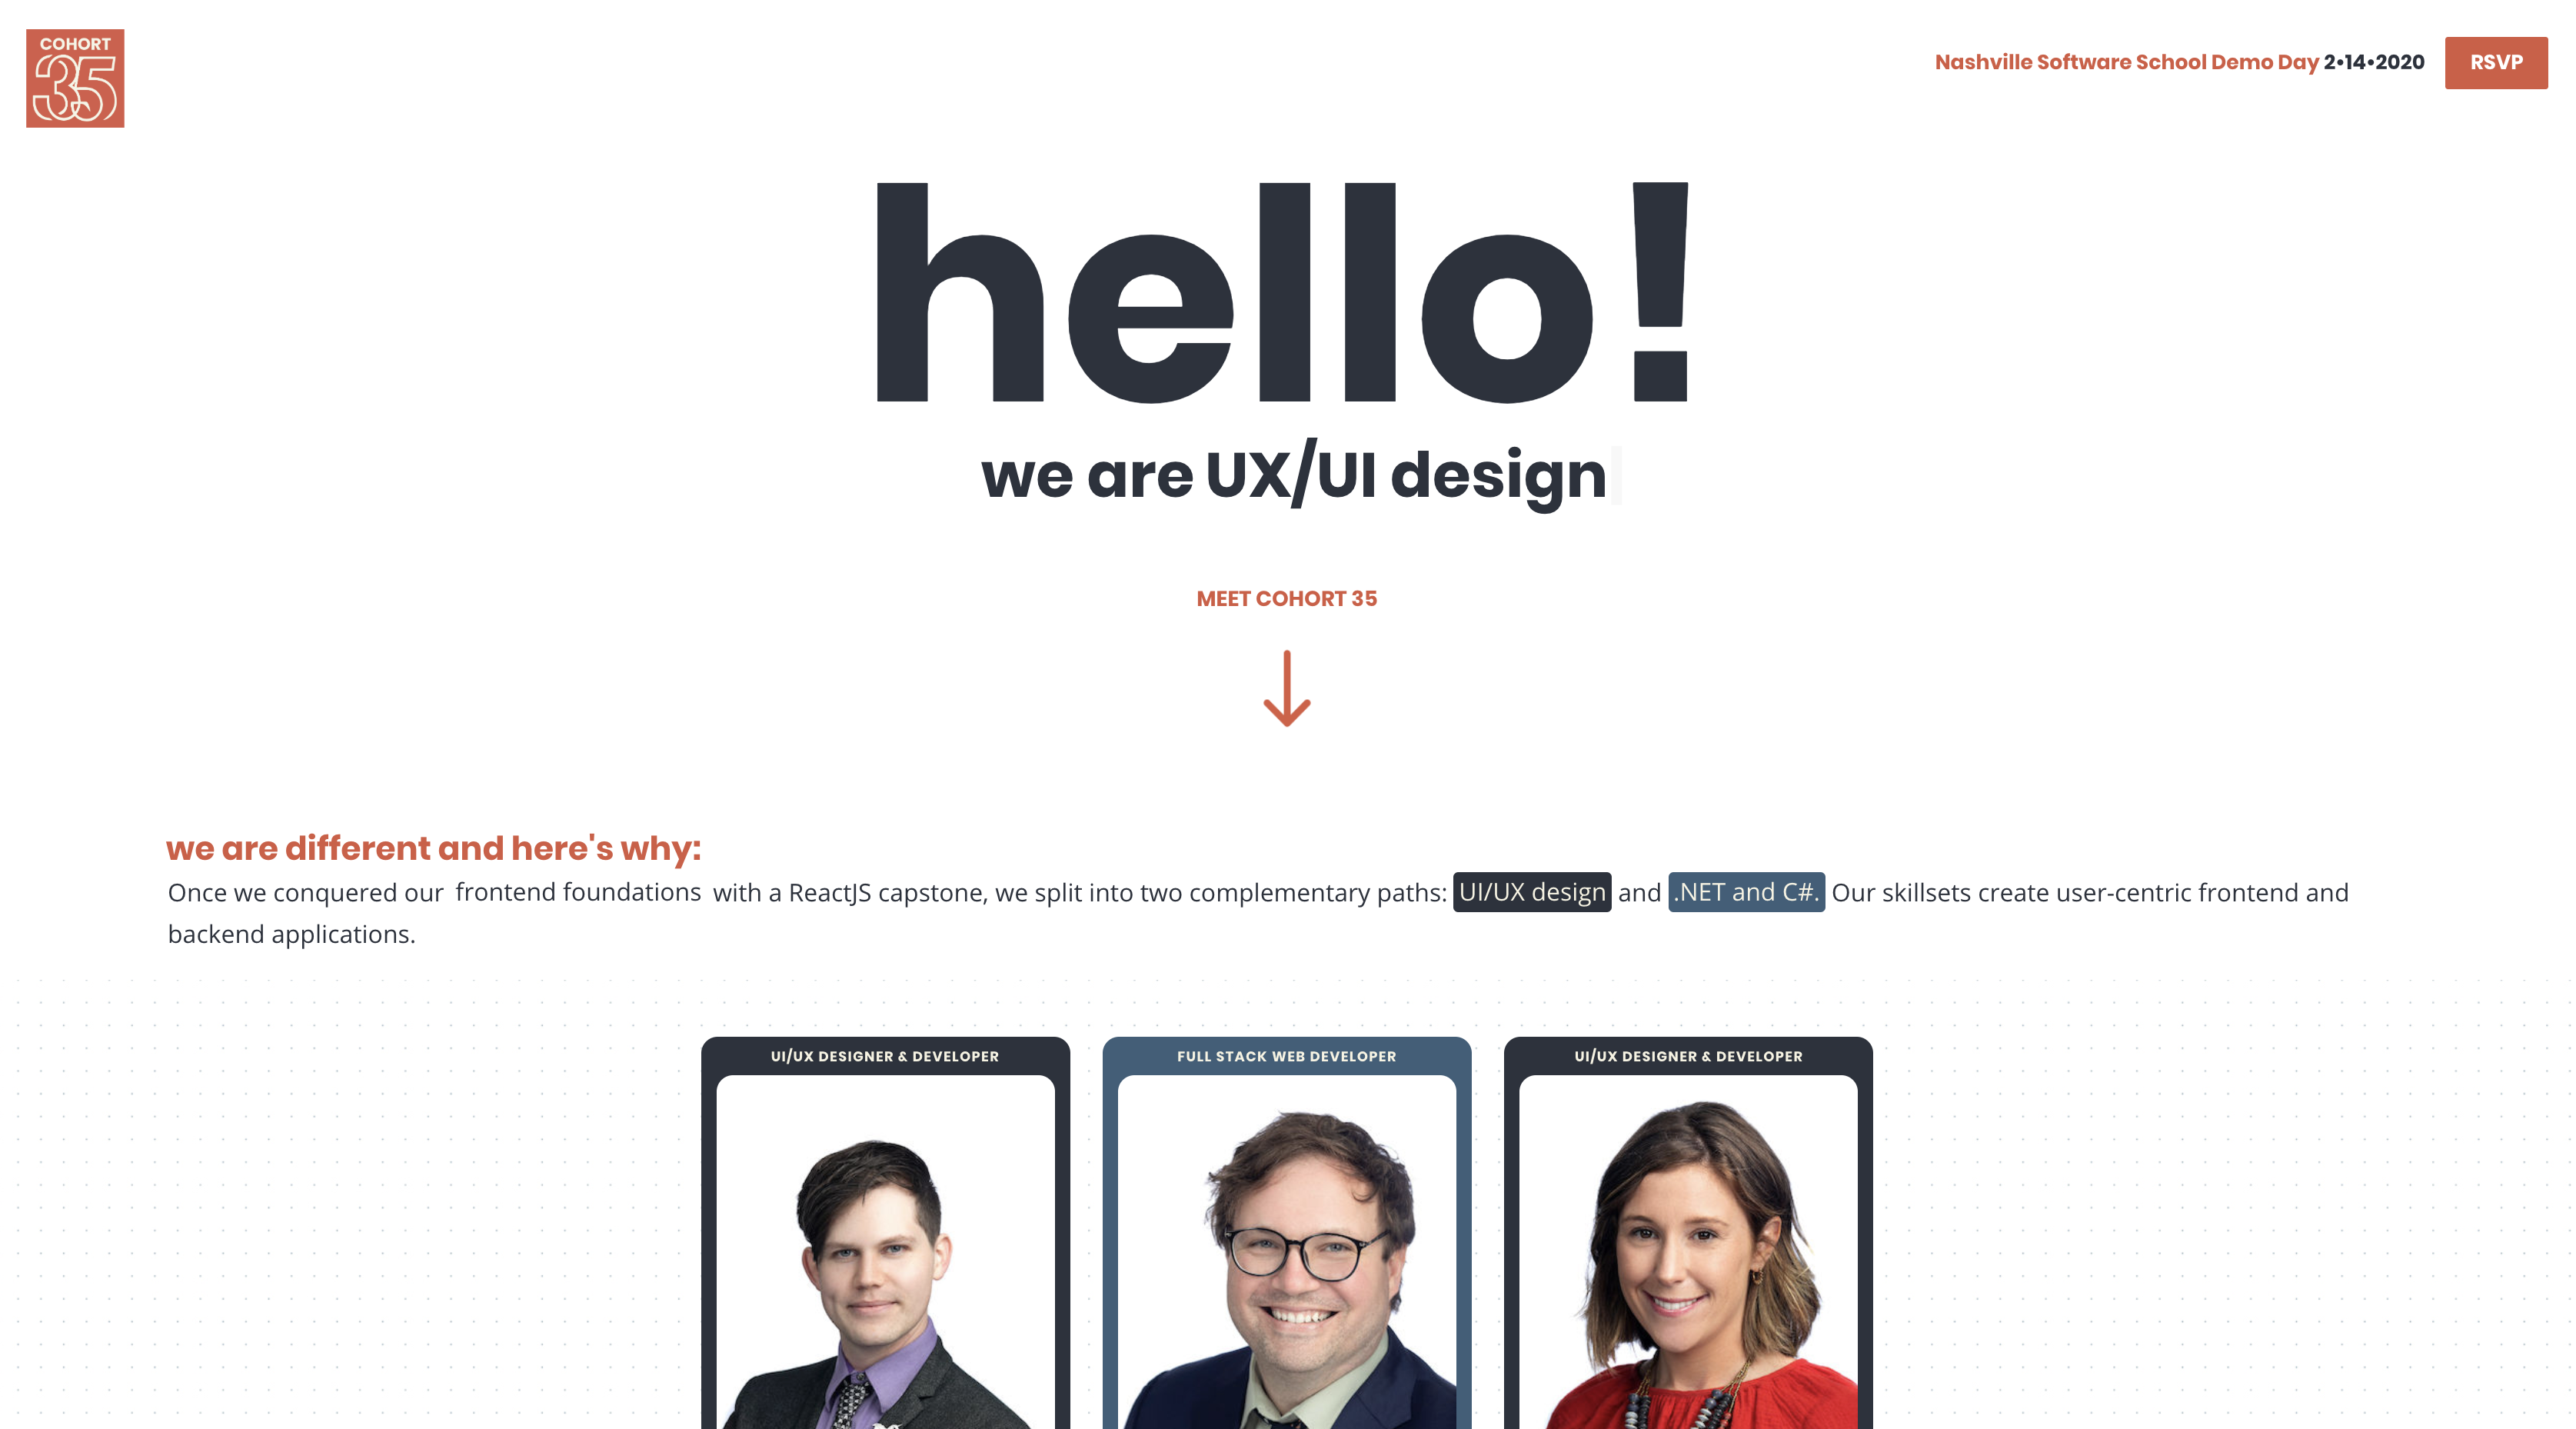 COHORT
35
Nashville Software School Demo Day 2•14•2020
RSVP
hello!
we are UX/UI design
MEET COHORT 35
we are different and here's why:
Once we conquered our frontend foundations with a ReactJS capstone, we split into two complementary paths: UI/UX design and .NET and C#. Our skillsets create user-centric frontend and
backend applications.
UI/UX DESIGNER & DEVELOPER
FULL STACK WEB DEVELOPER
UI/UX DESIGNER & DEVELOPER